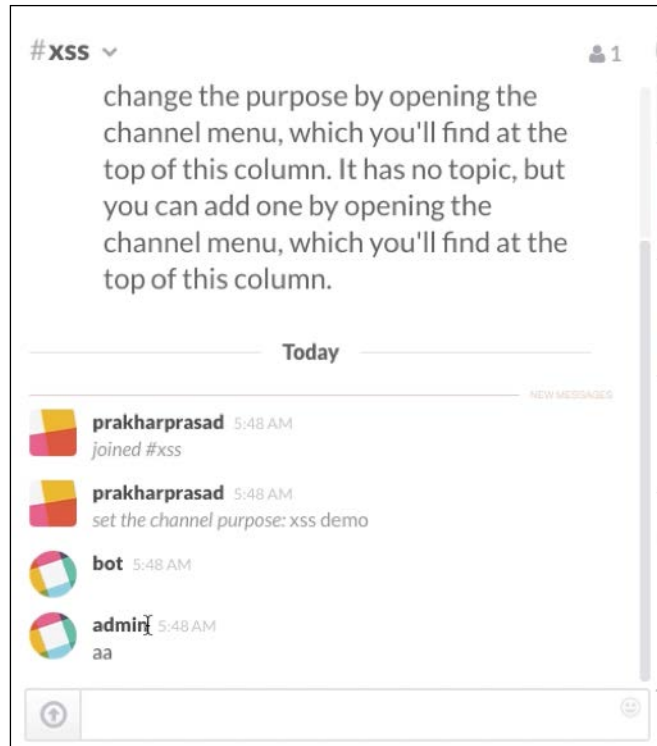 #xss 1
change the purpose by opening the
channel menu, which you'll find at the
top of this column. It has no topic, but
you can add one by opening the
channel menu, which you'll find at the
top of this column.
Today
NEW MESSAGES
prakharprasad 5:48 AM
joined #xss
prakharprasad 5:48 AM
set the channel purpose: xss demo
bot 5:48 AM
admin 5:48 AM
aa